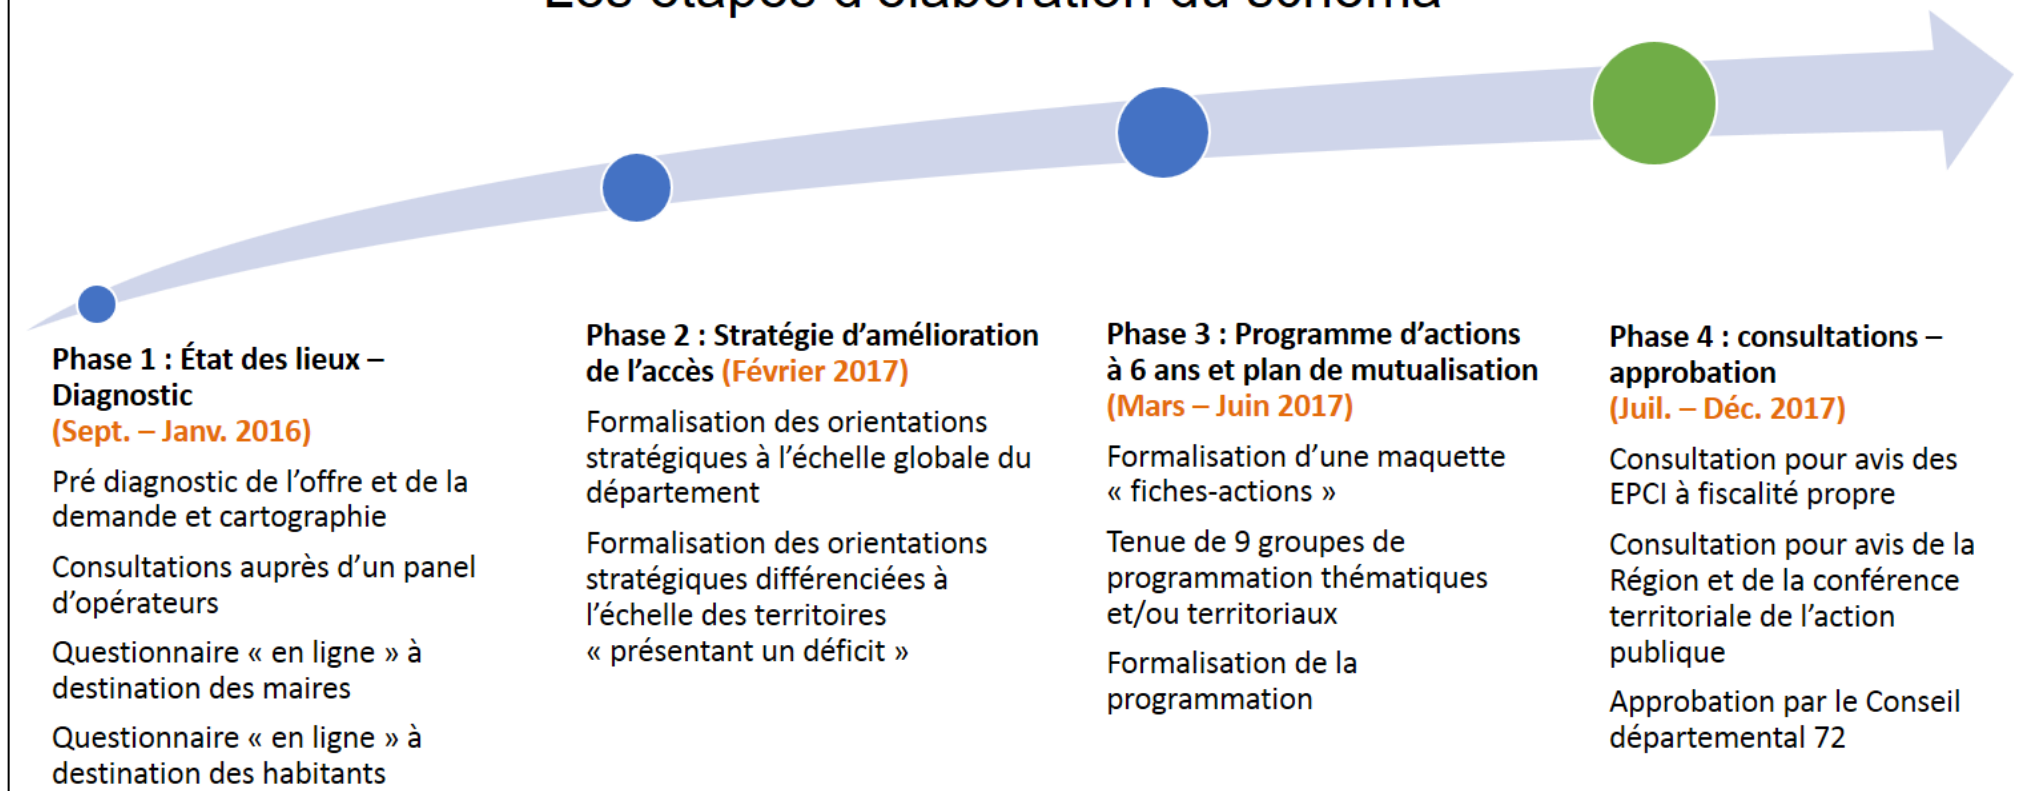 Les étapes d'élaboration du schéma
Phase 1 : État des lieux –
Diagnostic
(Sept. – Janv. 2016)
Pré diagnostic de l’offre et de la
demande et cartographie
Consultations auprès d’un panel
d’opérateurs
Questionnaire « en ligne » à
destination des maires
Questionnaire « en ligne » à
destination des habitants
Phase 2 : Stratégie d’amélioration
de l’accès (Février 2017)
Formalisation des orientations
stratégiques à l’échelle globale du
département
Formalisation des orientations
stratégiques différenciées à
l’échelle des territoires
« présentant un déficit »
Phase 3 : Programme d’actions
à 6 ans et plan de mutualisation
(Mars – Juin 2017)
Formalisation d’une maquette
« fiches-actions »
Tenue de 9 groupes de
programmation thématiques
et/ou territoriaux
Formalisation de la
programmation
Phase 4 : consultations –
approbation
(Juil. – Déc. 2017)
Consultation pour avis des
EPCI à fiscalité propre
Consultation pour avis de la
Région et de la conférence
territoriale de l’action
publique
Approbation par le Conseil
départemental 72